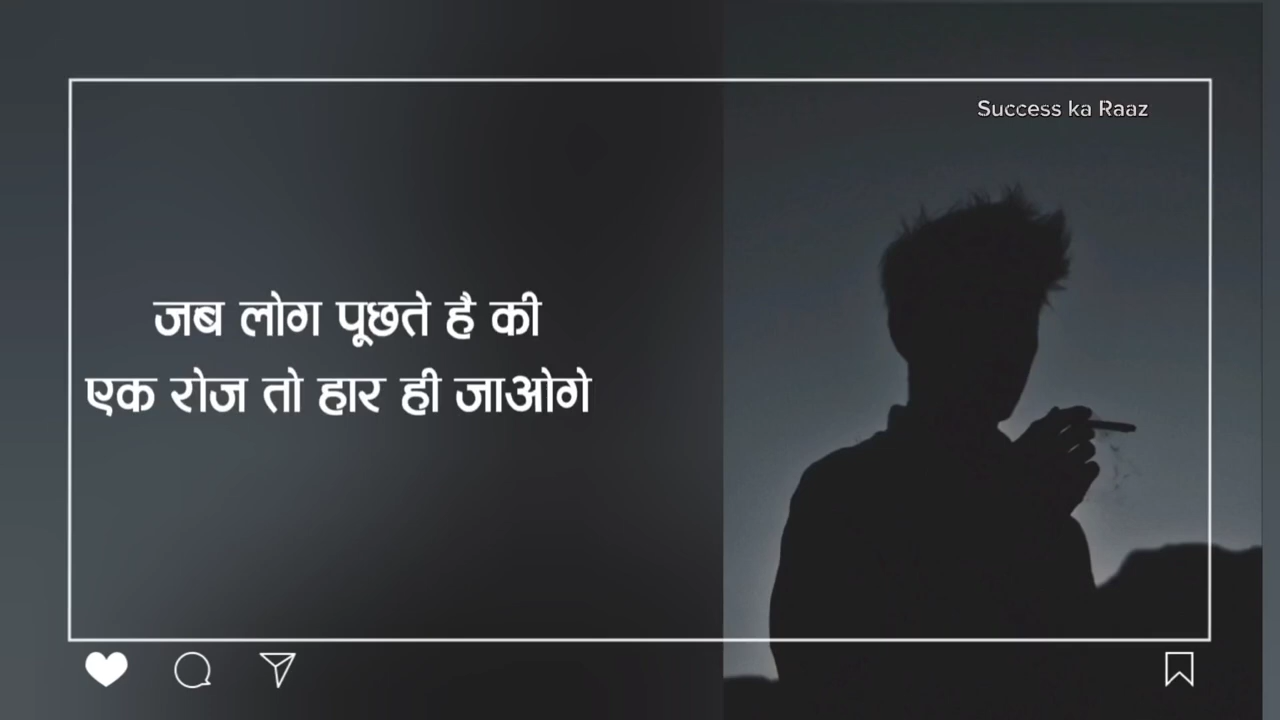 Success ka Raaz
जब लोग पूछते है की
एक रोज तो हार ही जाओगे